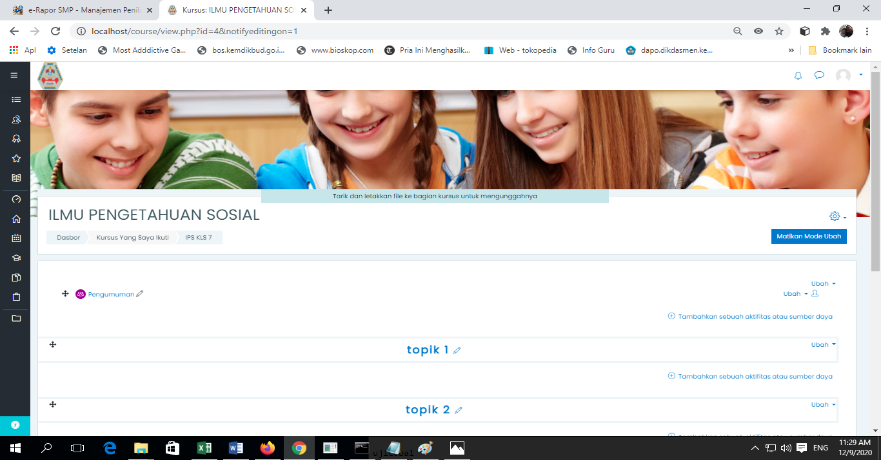 e-Rapor SMP - Manajemen Penil
Kursus: ILMU PENGETAHUAN SO
localhost/course/view.php?id=4&notifyeditingon=1
Apl
Setelan
Most Adddictive Ga...
bos.kemdikbud.go.i...
www.bioskop.com
Pria Ini Menghasilk...
Web - tokopedia
Info Guru
dapo.dikdasmen.ke...
»
Bookmark lain
Tarik dan letakkan file ke bagian kursus untuk mengunggahnya
ILMU PENGETAHUAN SOSIAL
Dasbor
Kursus Yang Saya Ikuti
IPS KLS 7
Matikan Mode Ubah
Ubah
Pengumuman
Ubah
Tambahkan sebuah aktifitas atau sumber daya
topik 1
Ubah
Tambahkan sebuah aktifitas atau sumber daya
topik 2
Ubah
ENG
11:29 AM
12/9/2020